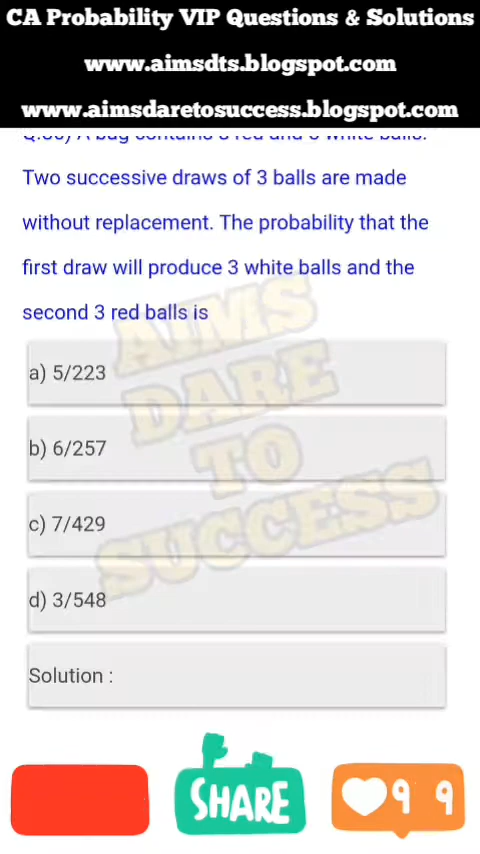 CA Probability VIP Questions & Solutions
www.aimsdts.blogspot.com
www.aimsdaretosuccess.blogspot.com
Two successive draws of 3 balls are made
without replacement. The probability that the
first draw will produce 3 white balls and the
second 3 red balls is
a) 5/223
b) 6/257
c) 7/429
d) 3/548
Solution :
AIMS
DARE
TO
SUCCESS
SHARE
9 9